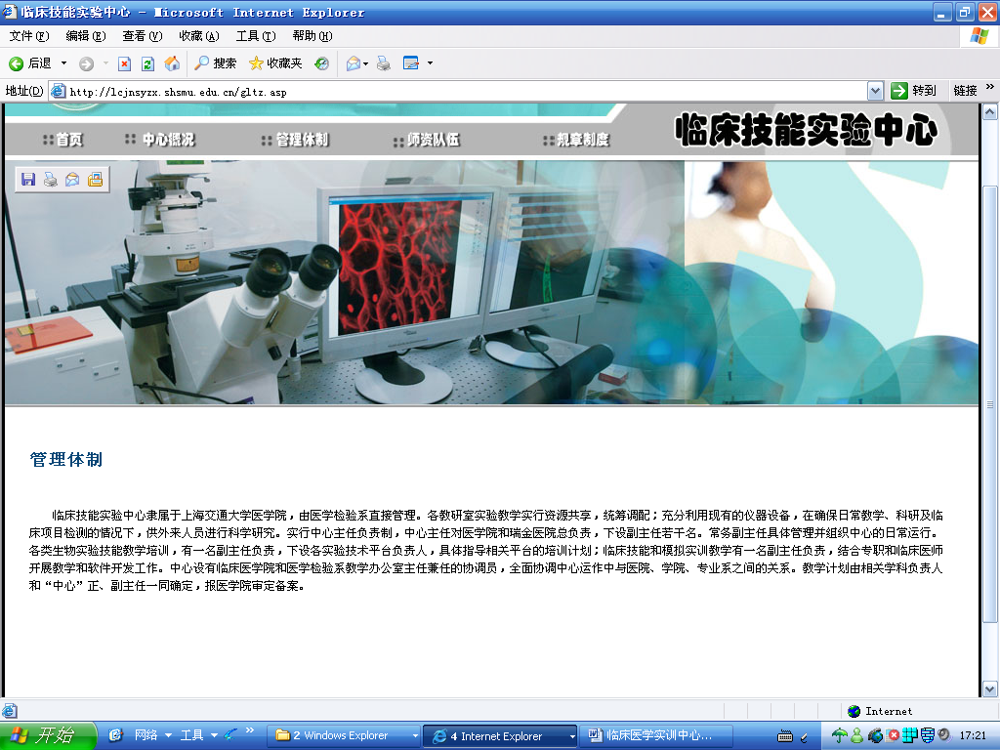 临床技能实验中心 - Microsoft Internet Explorer
文件(F) 编辑(E) 查看(V) 收藏(A) 工具(T) 帮助(H)
后退 搜索 收藏夹
地址(D) http://lcjnsyzx.shsmu.edu.cn/gltz.asp 转到 链接 »
首页 中心概况 管理体制 师资队伍 规章制度 临床技能实验中心
管理体制
临床技能实验中心隶属于上海交通大学医学院，由医学检验系直接管理。各教研室实验教学实行资源共享，统筹调配；充分利用现有的仪器设备，在确保日常教学、科研及临
床项目检测的情况下，供外来人员进行科学研究。实行中心主任负责制，中心主任对医学院和瑞金医院总负责，下设副主任若干名。常务副主任具体管理并组织中心的日常运行。
各类生物实验技能教学培训，有一名副主任负责，下设各实验技术平台负责人，具体指导相关平台的培训计划；临床技能和模拟实训教学有一名副主任负责，结合专职和临床医师
开展教学和软件开发工作。中心设有临床医学院和医学检验系教学办公室主任兼任的协调员，全面协调中心运作中与医院、学院、专业系之间的关系。教学计划由相关学科负责人
和“中心”正、副主任一同确定，报医学院审定备案。
Internet
开始 网络 工具 » 2 Windows Explorer 4 Internet Explorer 临床医学实训中心... 17:21